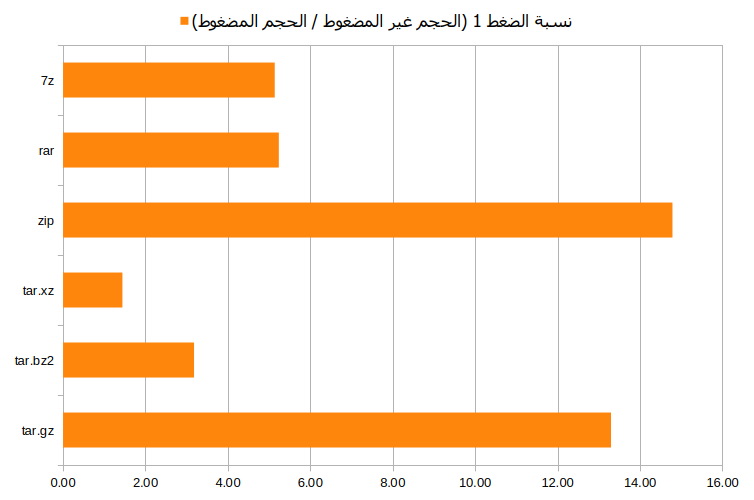 نسبة الضغط 1 (الحجم غير المضغوط / الحجم المضغوط)
7z
rar
zip
tar.xz
tar.bz2
tar.gz
0.00 2.00 4.00 6.00 8.00 10.00 12.00 14.00 16.00